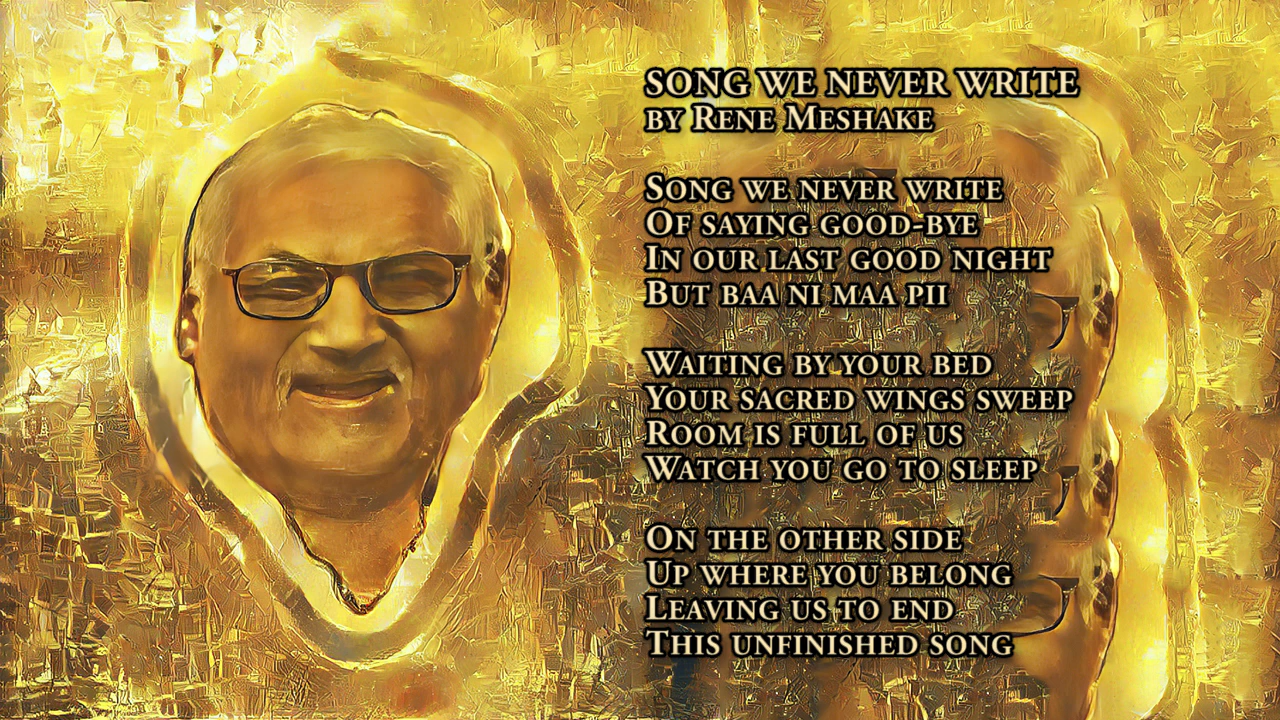 SONG WE NEVER WRITE
BY RENE MESHAKE
SONG WE NEVER WRITE
OF SAYING GOOD-BYE
IN OUR LAST GOOD NIGHT
BUT BAA NI MAA PII
WAITING BY YOUR BED
YOUR SACRED WINGS SWEEP
ROOM IS FULL OF US
WATCH YOU GO TO SLEEP
ON THE OTHER SIDE
UP WHERE YOU BELONG
LEAVING US TO END
THIS UNFINISHED SONG